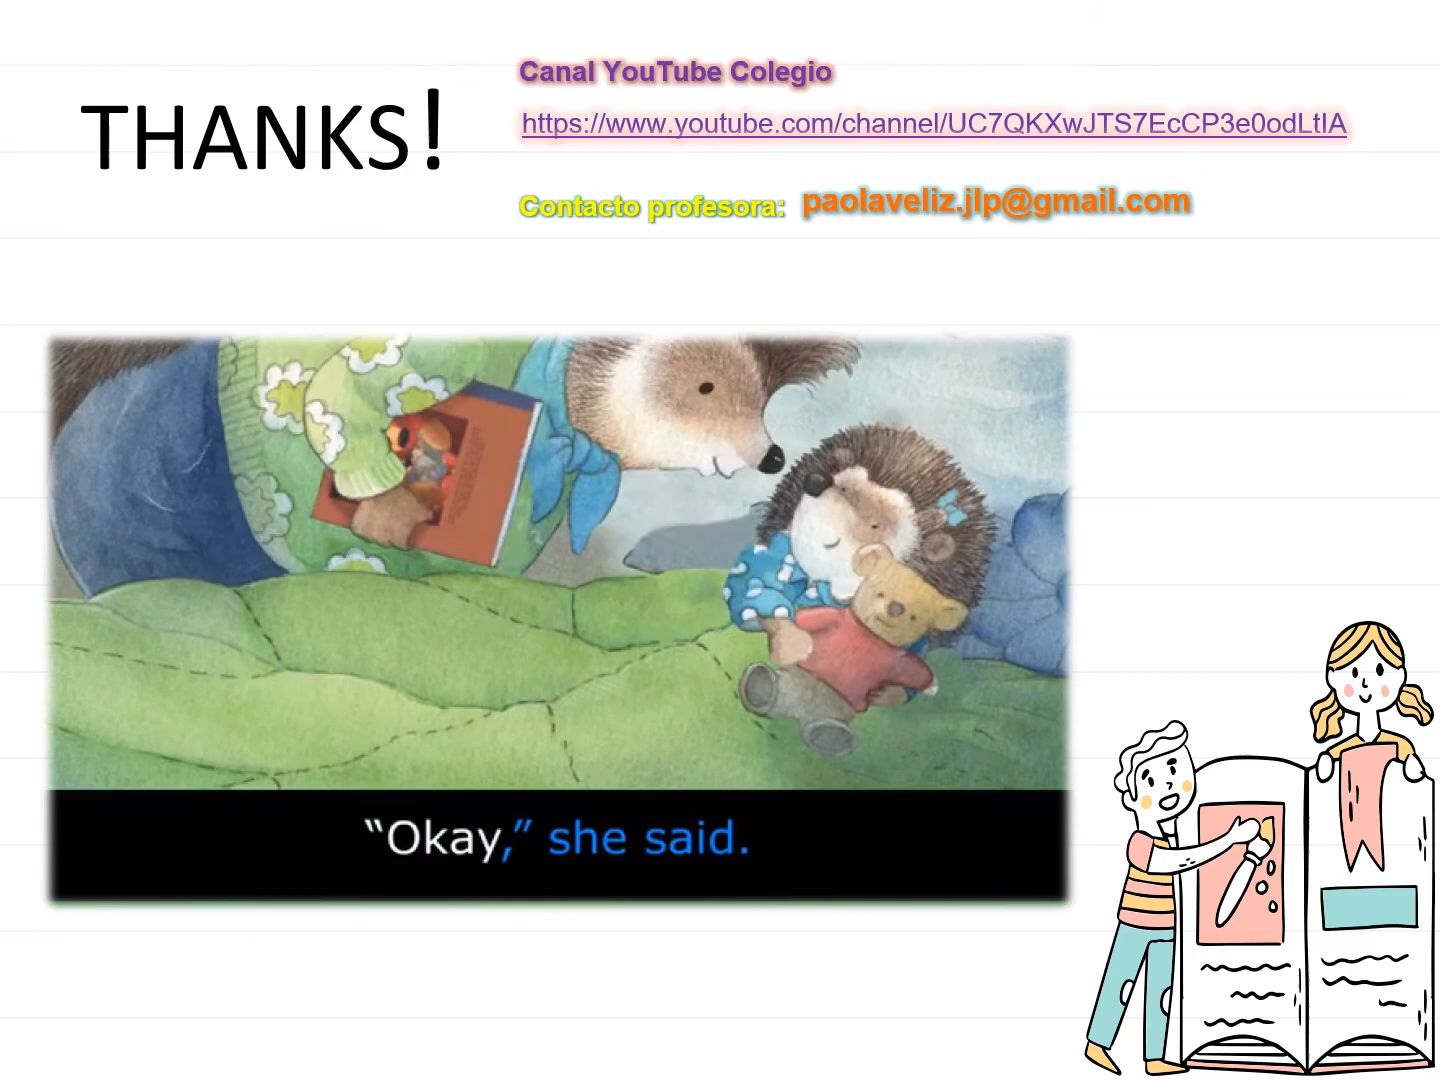 THANKS!
Canal YouTube Colegio
https://www.youtube.com/channel/UC7QKXwJTS7EcCP3e0odLtIA
Contacto profesora: paolaveliz.jlp@gmail.com
“Okay,” she said.